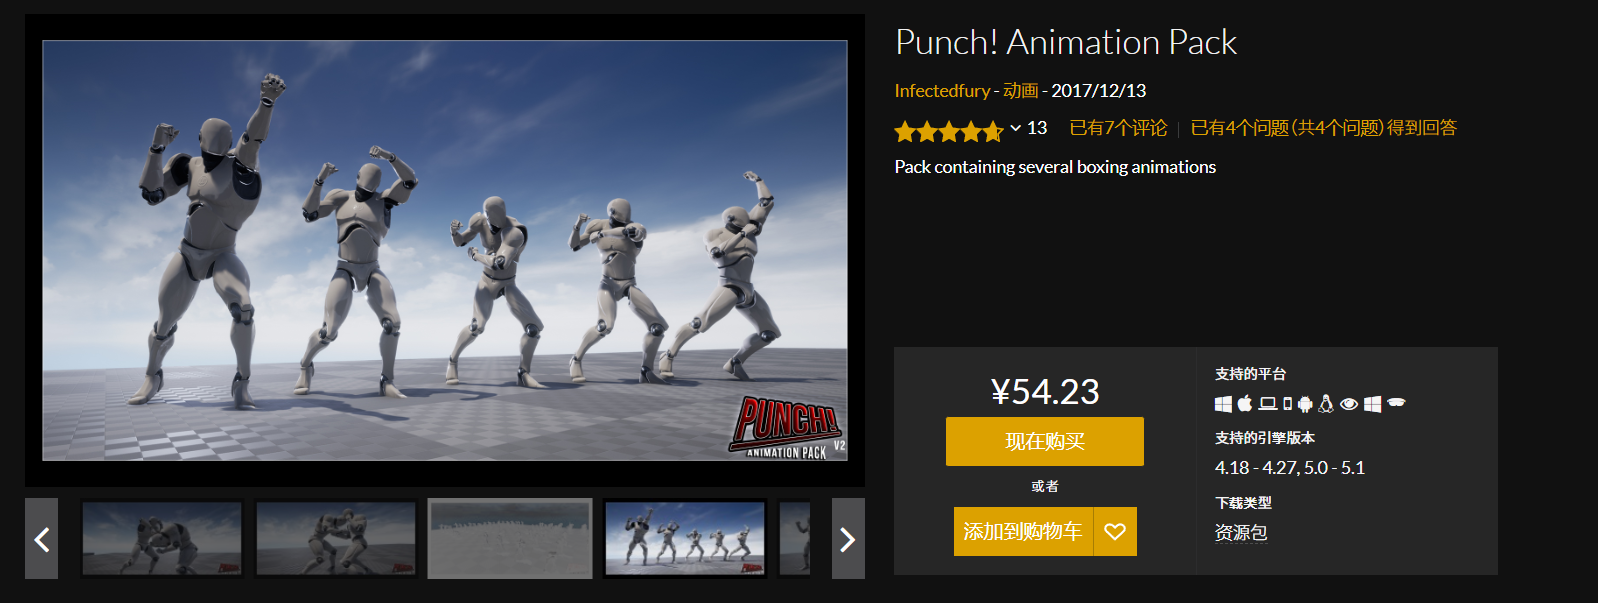 Punch! Animation Pack
Infectedfury - 动画 - 2017/12/13
13 已有7个评论 已有4个问题(共4个问题)得到回答
Pack containing several boxing animations
PUNCH!
ANIMATION PACK V2
¥54.23
现在购买
或者
添加到购物车
支持的平台
支持的引擎版本
4.18 - 4.27, 5.0 - 5.1
下载类型
资源包